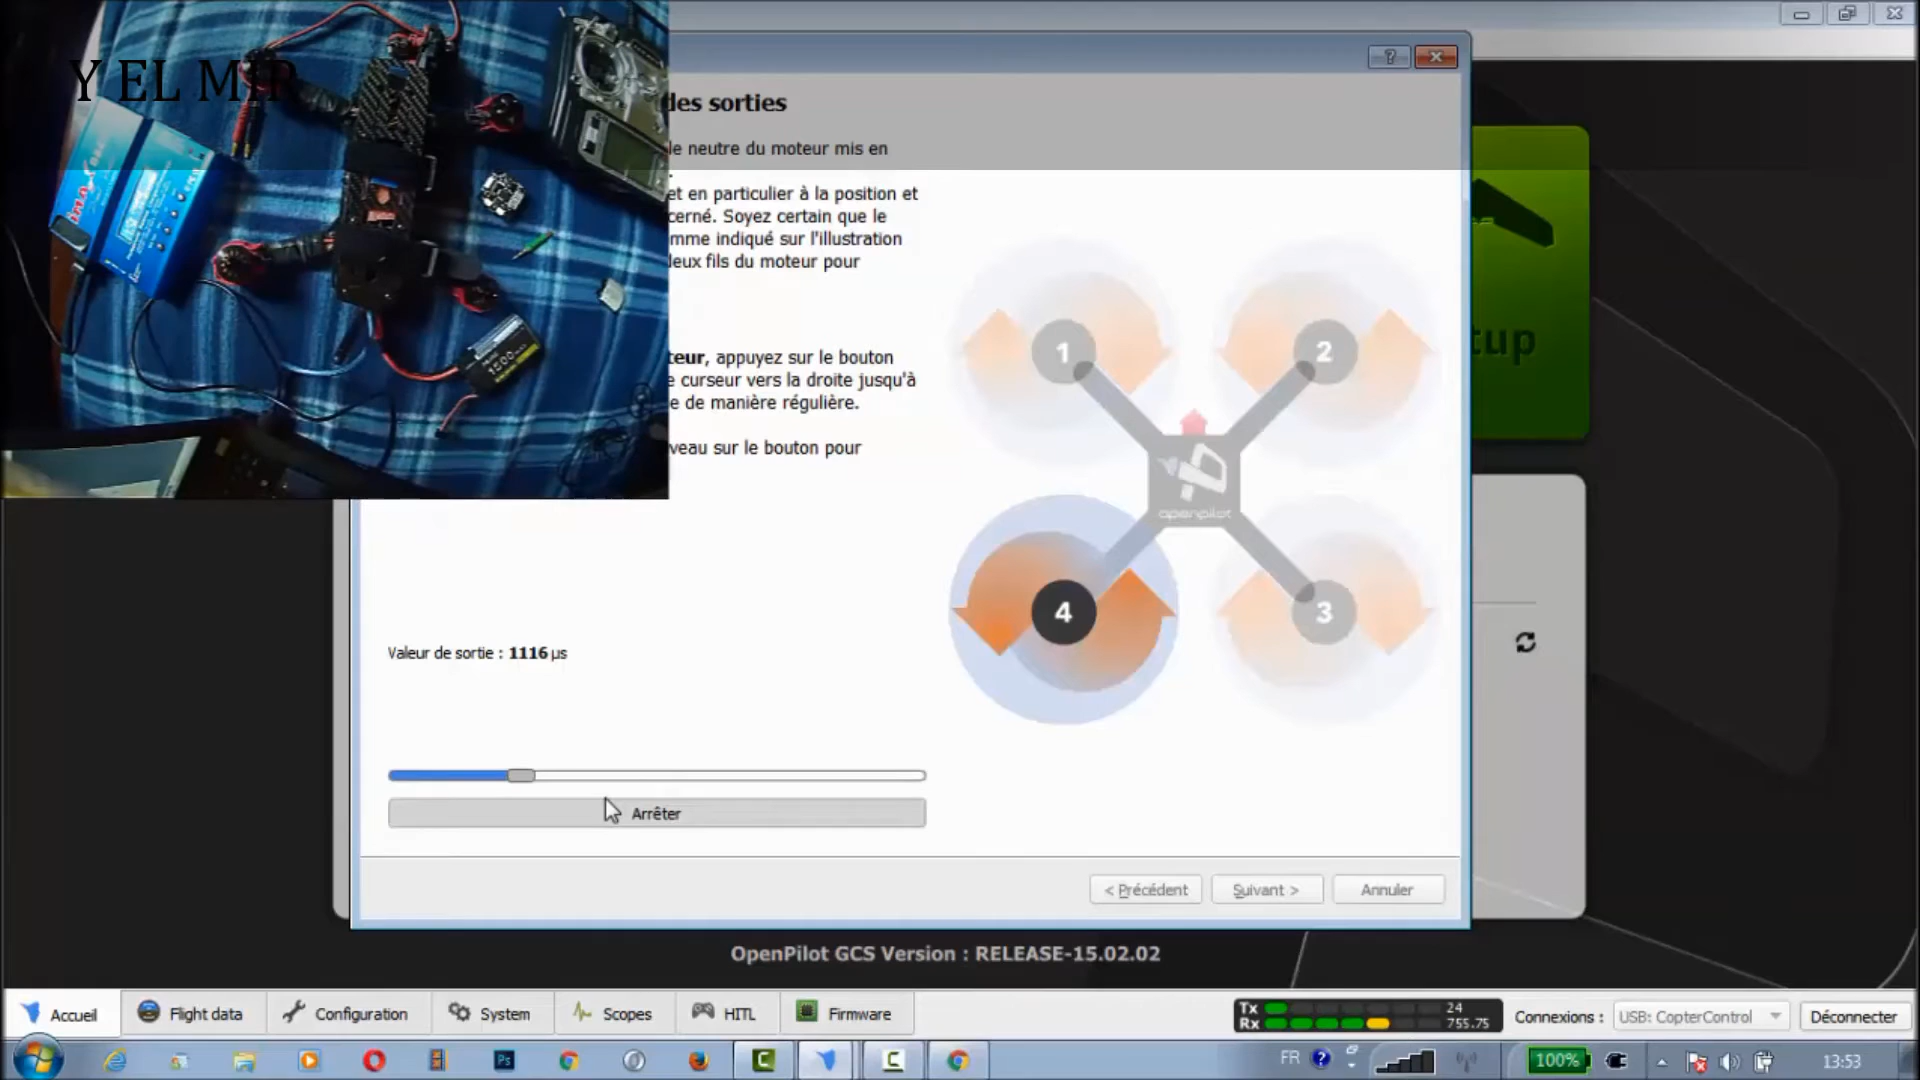 Y EL MIR
des sorties
le neutre du moteur mis en
et en particulier à la position et
cerné. Soyez certain que le
mme indiqué sur l'illustration
deux fils du moteur pour
teur, appuyez sur le bouton
e curseur vers la droite jusqu'à
e de manière régulière.
veau sur le bouton pour
1
2
openpilot
4
3
tup
1500
Valeur de sortie : 1116 µs
Arrêter
< Précédent
Suivant >
Annuler
OpenPilot GCS Version : RELEASE-15.02.02
Accueil
Flight data
Configuration
System
Scopes
HITL
Firmware
Tx
24
Rx
755.75
Connexions :
USB: CopterControl
Déconnecter
Ps
FR
100%
13:53